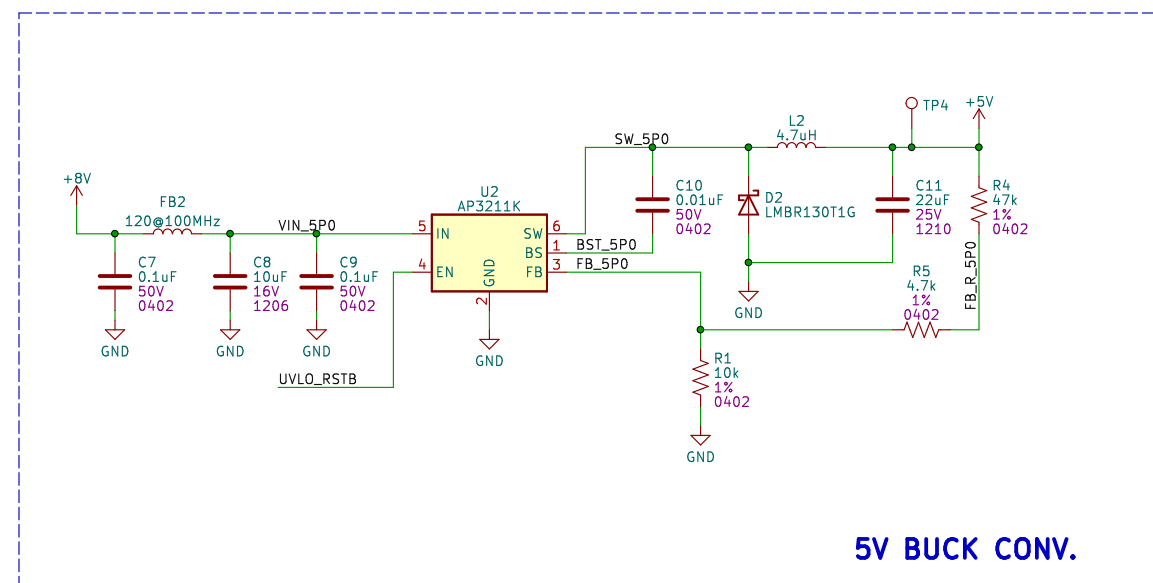 +8V
FB2
120@100MHz
VIN_5P0
C7
0.1uF
50V
0402
GND
C8
10uF
16V
1206
GND
C9
0.1uF
50V
0402
GND
UVLO_RSTB
U2
AP3211K
5
IN
4
EN
GND
2
GND
SW
6
BS
1
FB
3
SW_5P0
BST_5P0
FB_5P0
C10
0.01uF
50V
0402
D2
LMBR130T1G
GND
L2
4.7uH
C11
22uF
25V
1210
TP4
+5V
R4
47k
1%
0402
FB_R_5P0
R5
4.7k
1%
0402
R1
10k
1%
0402
GND
5V BUCK CONV.